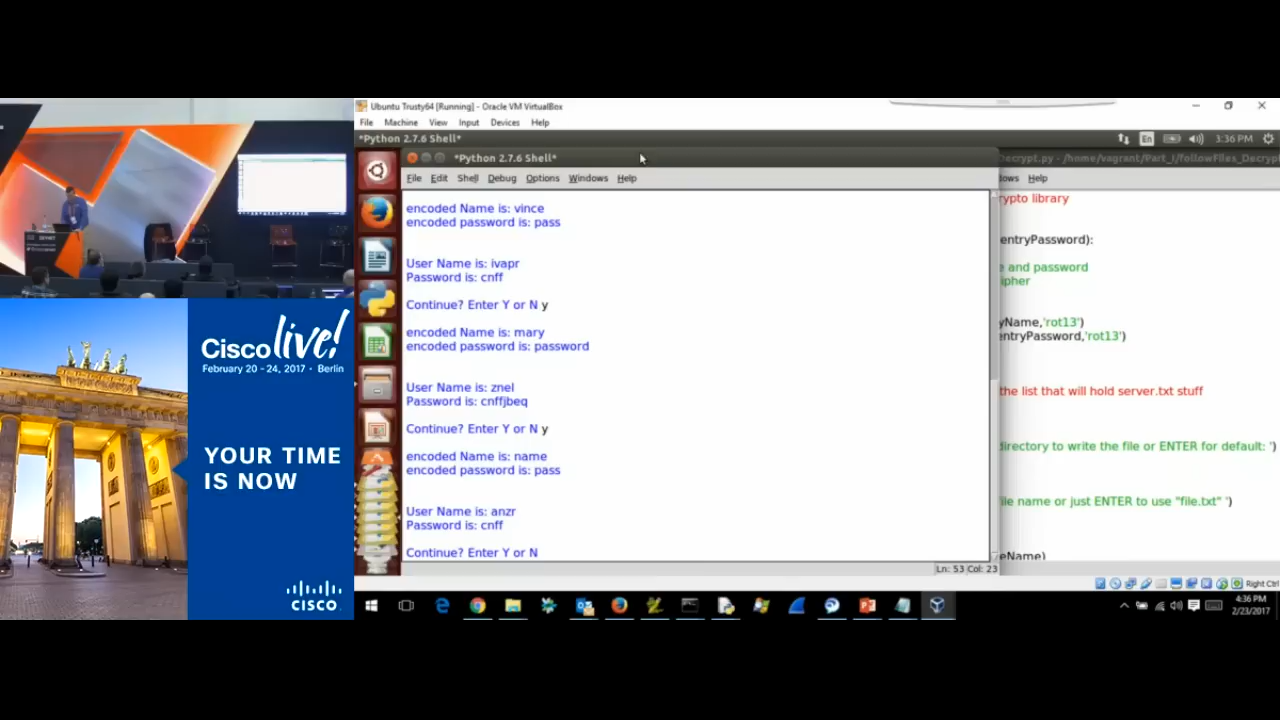 Ubuntu Trusty64 [Running] - Oracle VM VirtualBox
File Machine View Input Devices Help
*Python 2.7.6 Shell*
En
3:36 PM
*Python 2.7.6 Shell*
Decrypt.py - /home/vagrant/Part_I/followFiles_Decrypt
File Edit Shell Debug Options Windows Help
dows Help
encoded Name is: vince
encoded password is: pass
User Name is: ivapr
Password is: cnff
Continue? Enter Y or N y
encoded Name is: mary
encoded password is: password
User Name is: znel
Password is: cnffjbeq
Continue? Enter Y or N y
encoded Name is: name
encoded password is: pass
User Name is: anzr
Password is: cnff
Continue? Enter Y or N
Ln: 53 Col: 23
rypto library
entryPassword):
e and password
ipher
yName,'rot13')
entryPassword,'rot13')
the list that will hold server.txt stuff
directory to write the file or ENTER for default: ')
ile name or just ENTER to use "file.txt" ')
eName)
Right Ctrl
4:36 PM
2/23/2017
Cisco live!
February 20 - 24, 2017 • Berlin
YOUR TIME
IS NOW
CISCO